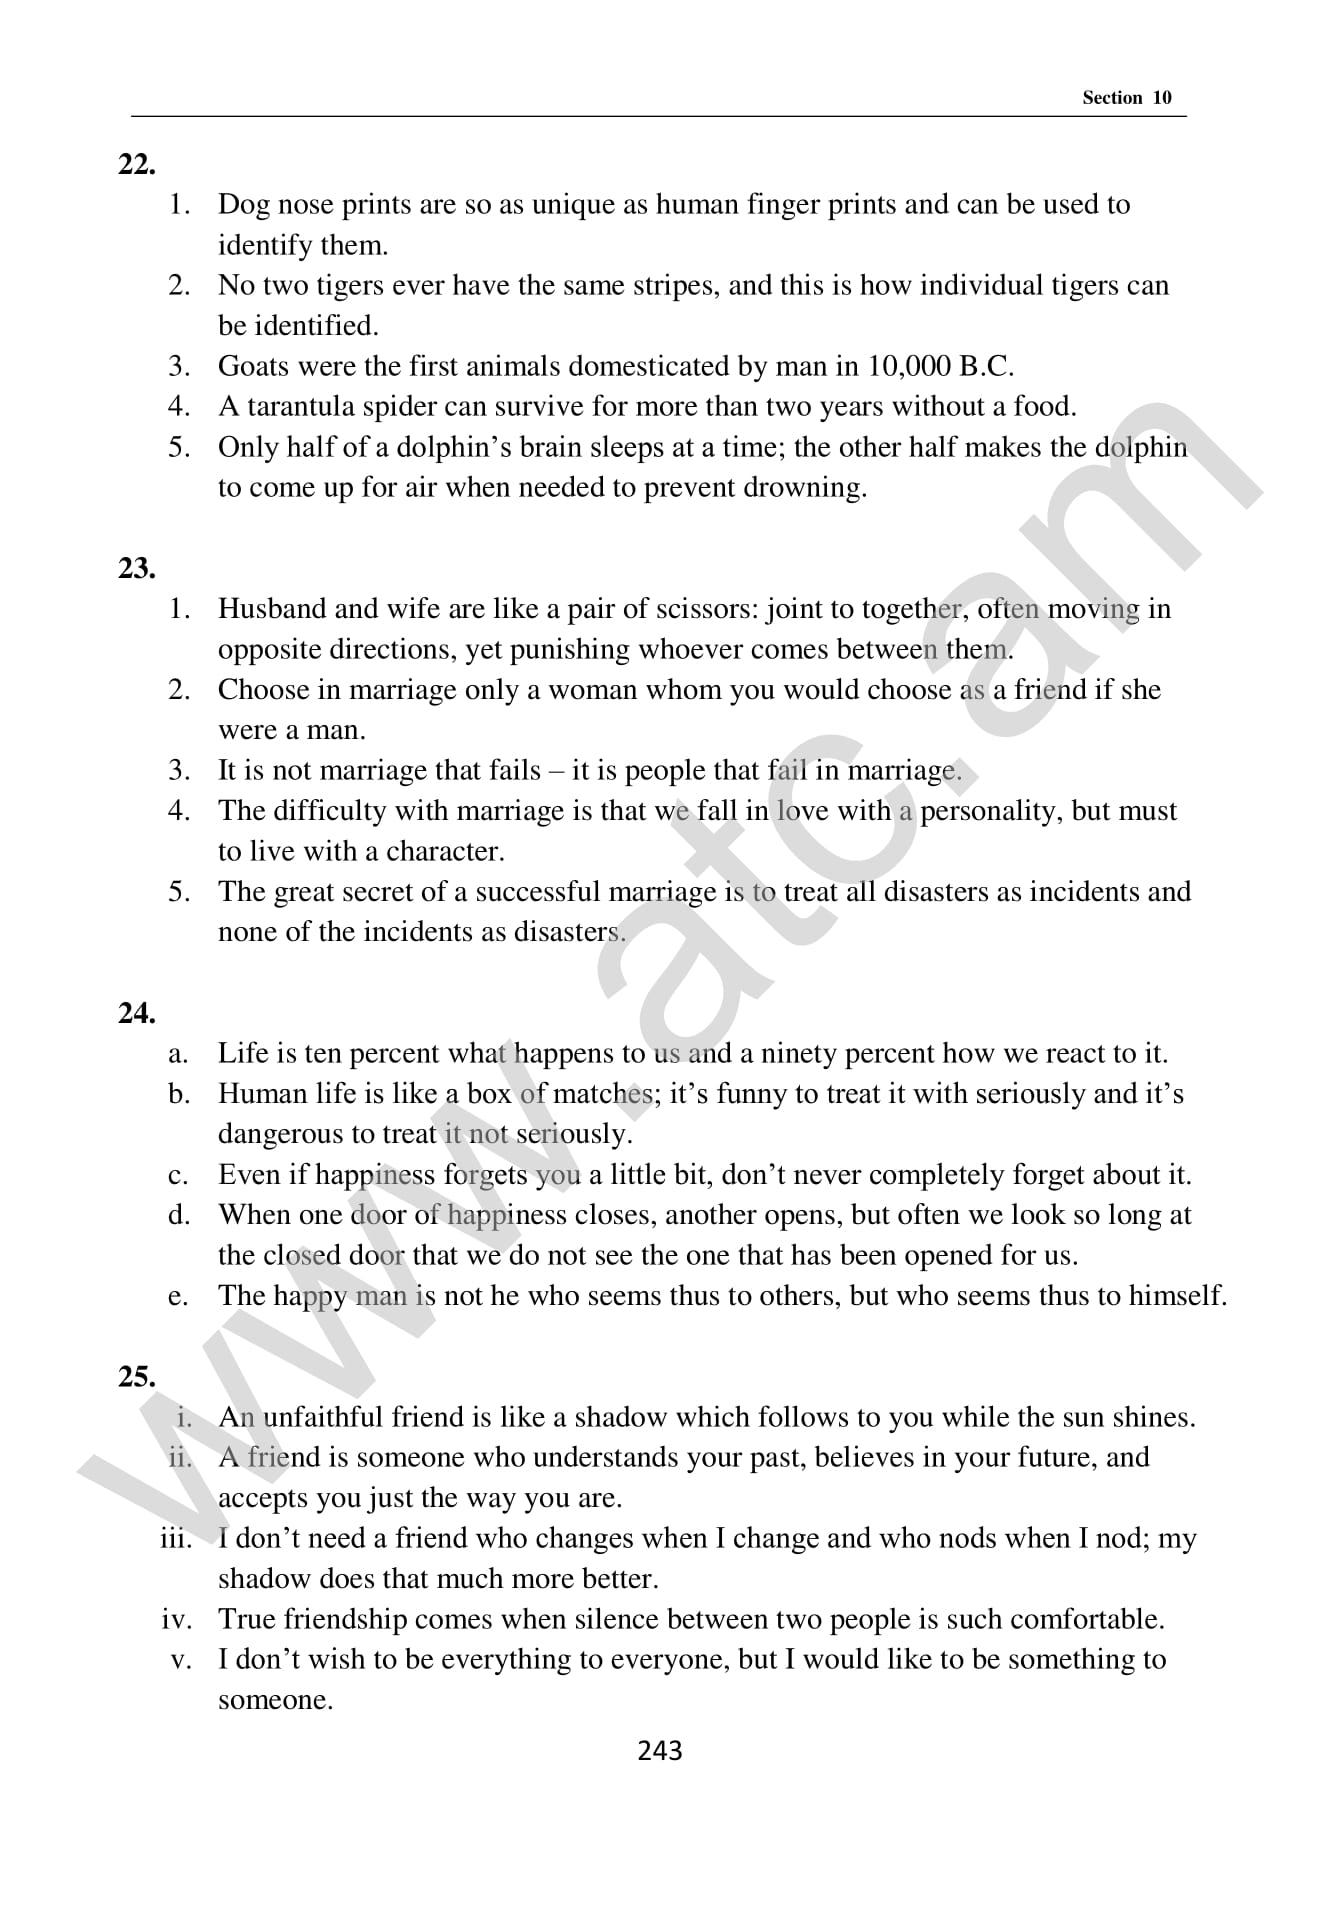 Section 10
22.
1. Dog nose prints are so as unique as human finger prints and can be used to
identify them.
2. No two tigers ever have the same stripes, and this is how individual tigers can
be identified.
3. Goats were the first animals domesticated by man in 10,000 B.C.
4. A tarantula spider can survive for more than two years without a food.
5. Only half of a dolphin’s brain sleeps at a time; the other half makes the dolphin
to come up for air when needed to prevent drowning.
23.
1. Husband and wife are like a pair of scissors: joint to together, often moving in
opposite directions, yet punishing whoever comes between them.
2. Choose in marriage only a woman whom you would choose as a friend if she
were a man.
3. It is not marriage that fails – it is people that fail in marriage.
4. The difficulty with marriage is that we fall in love with a personality, but must
to live with a character.
5. The great secret of a successful marriage is to treat all disasters as incidents and
none of the incidents as disasters.
24.
a. Life is ten percent what happens to us and a ninety percent how we react to it.
b. Human life is like a box of matches; it’s funny to treat it with seriously and it’s
dangerous to treat it not seriously.
c. Even if happiness forgets you a little bit, don’t never completely forget about it.
d. When one door of happiness closes, another opens, but often we look so long at
the closed door that we do not see the one that has been opened for us.
e. The happy man is not he who seems thus to others, but who seems thus to himself.
25.
i. An unfaithful friend is like a shadow which follows to you while the sun shines.
ii. A friend is someone who understands your past, believes in your future, and
accepts you just the way you are.
iii. I don’t need a friend who changes when I change and who nods when I nod; my
shadow does that much more better.
iv. True friendship comes when silence between two people is such comfortable.
v. I don’t wish to be everything to everyone, but I would like to be something to
someone.
243
www.atc.am